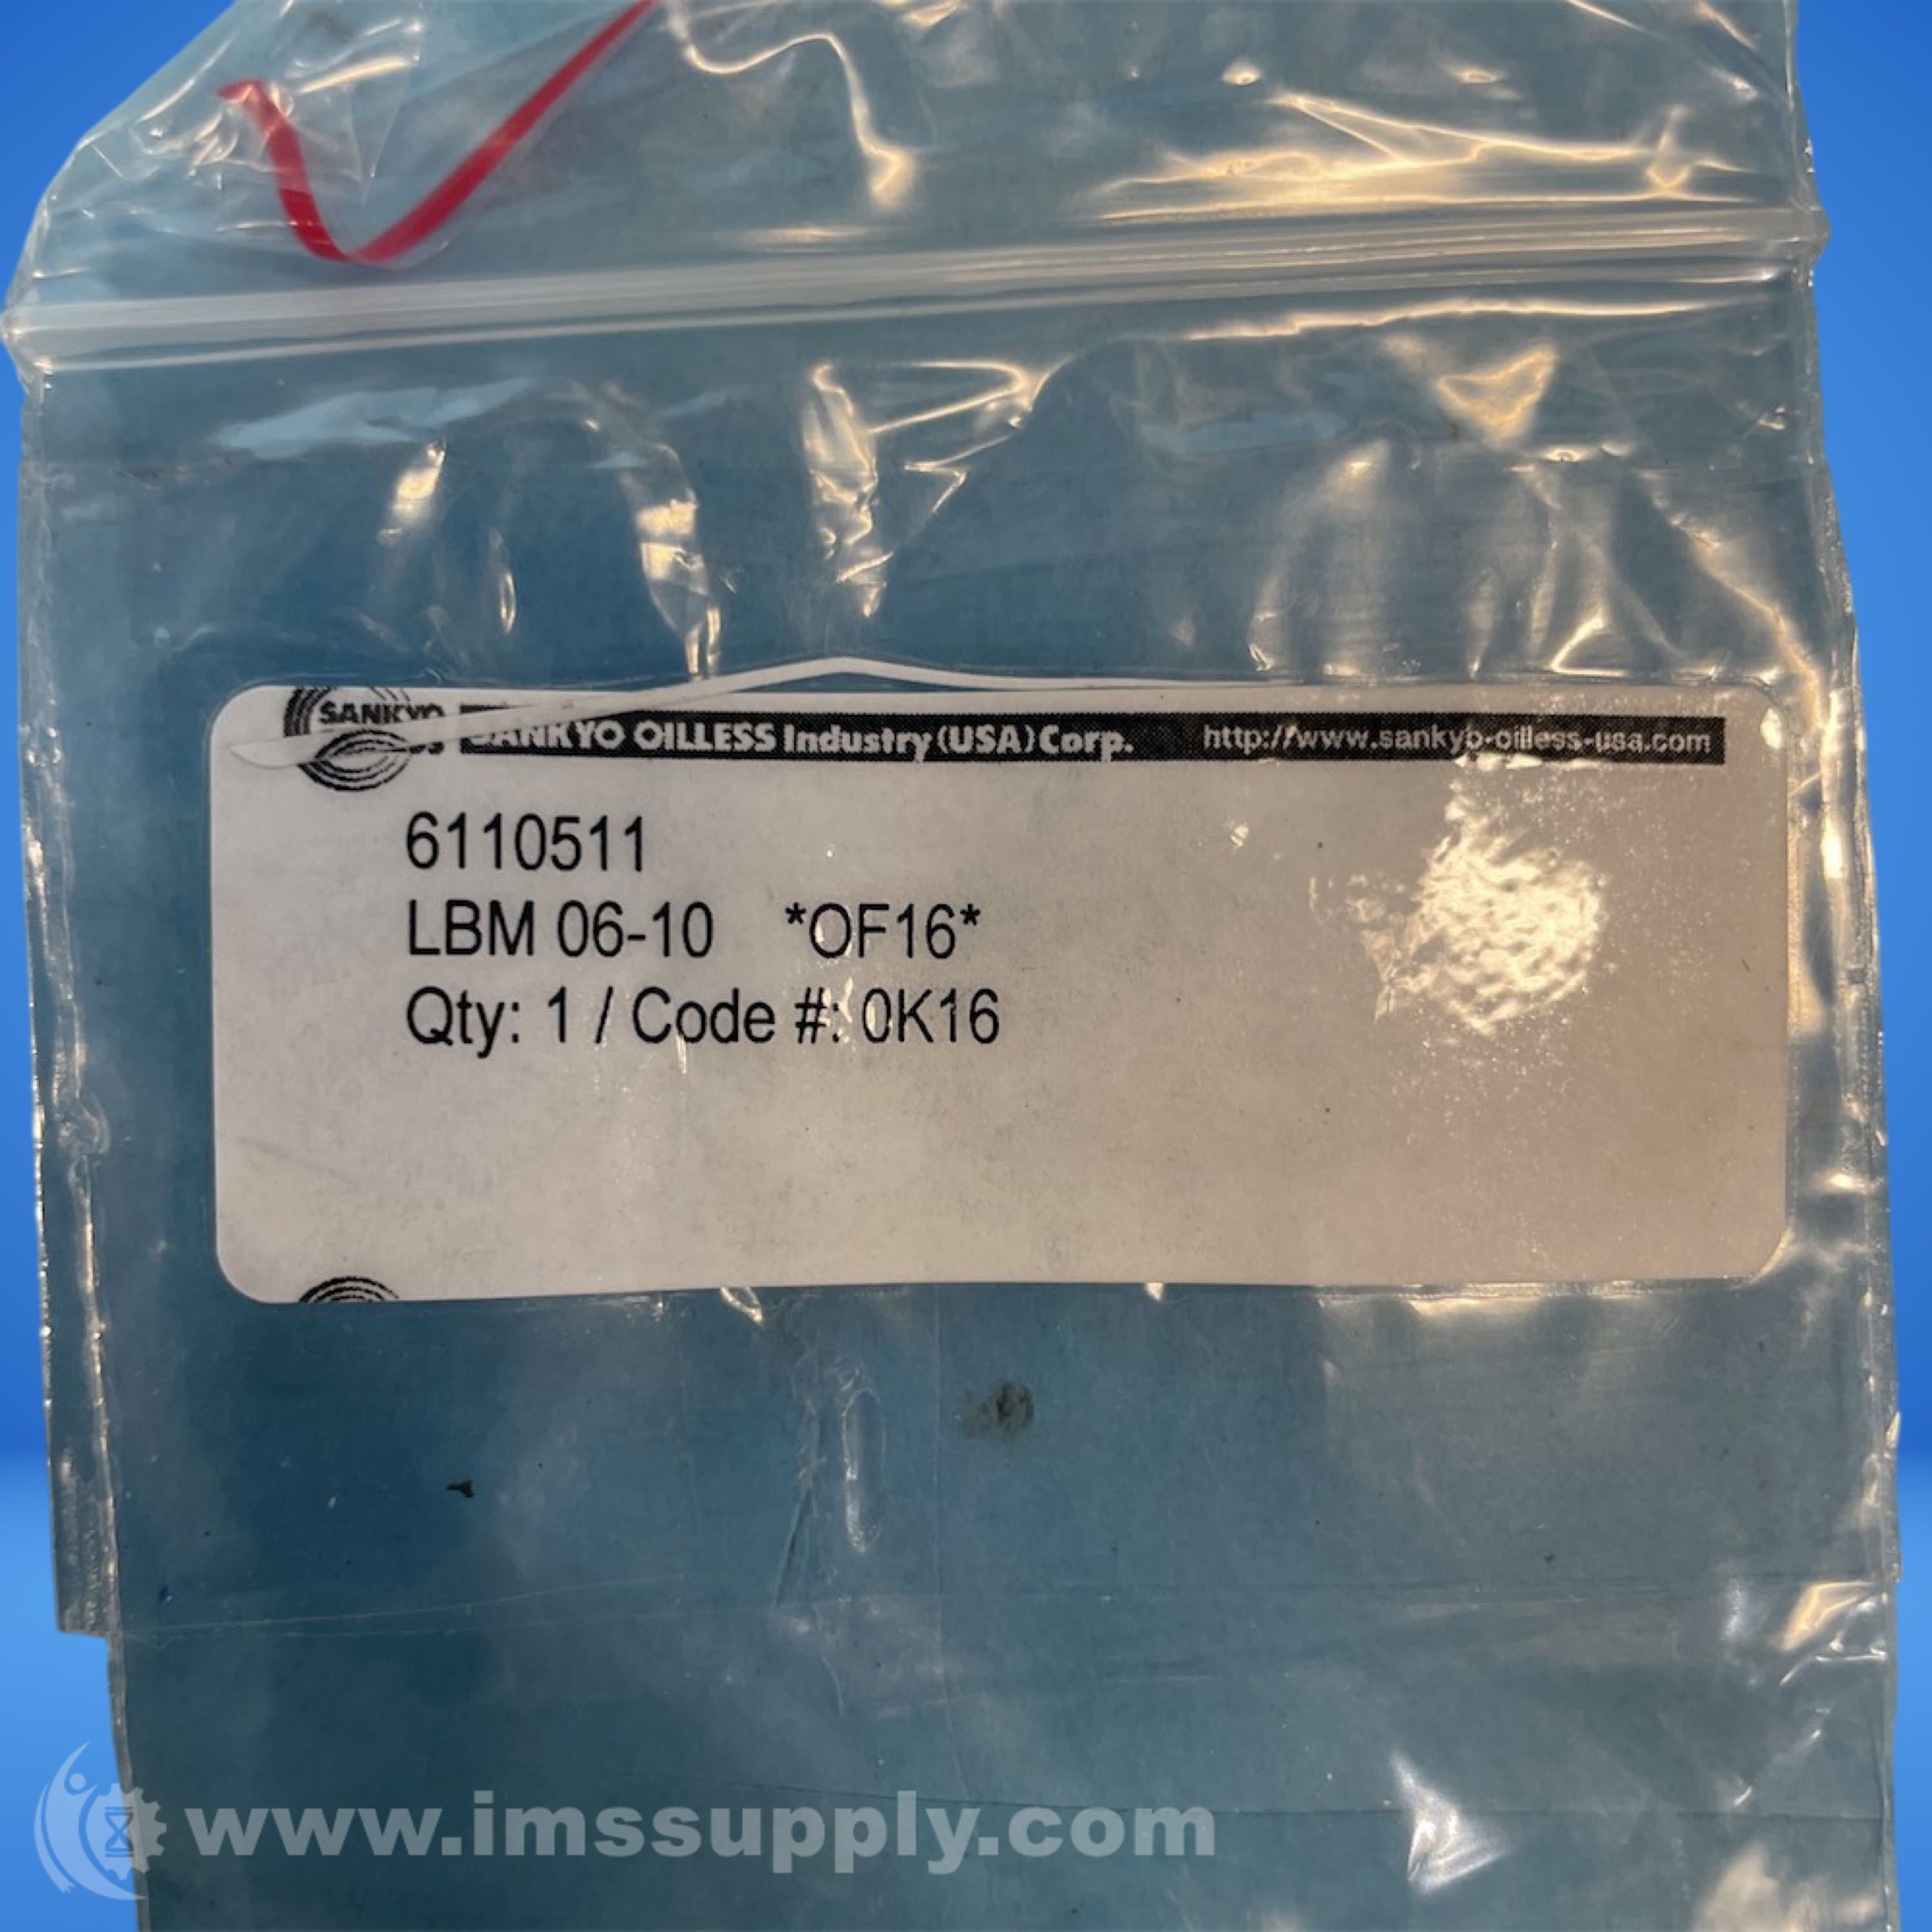 SANKYO
SANKYO OILLESS Industry (USA) Corp. http://www.sankyo-oilless-usa.com
6110511
LBM 06-10 *OF16*
Qty: 1 / Code #: 0K16
www.imssupply.com